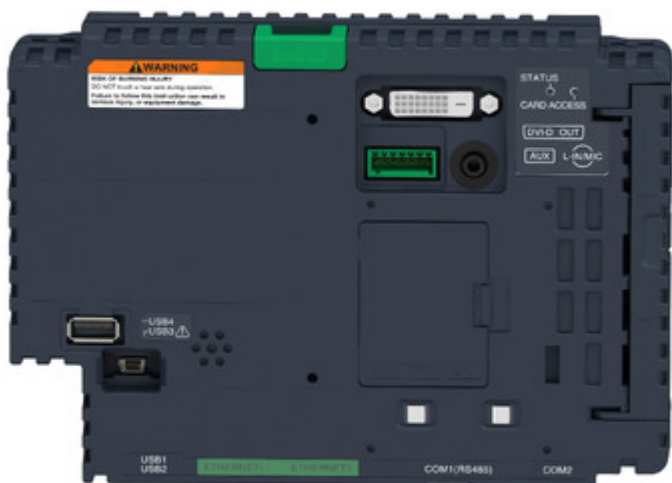 WARNING
RISK OF BURNING INJURY
DO NOT touch a heat sink during operation.
Failure to follow this instruction can result in
serious injury, or equipment damage.
STATUS
CARD ACCESS
DVI-D OUT
AUX L-IN/MIC
USB4
USB3
USB1
USB2
ETHERNET1 ETHERNET2
COM1(RS485)
COM2